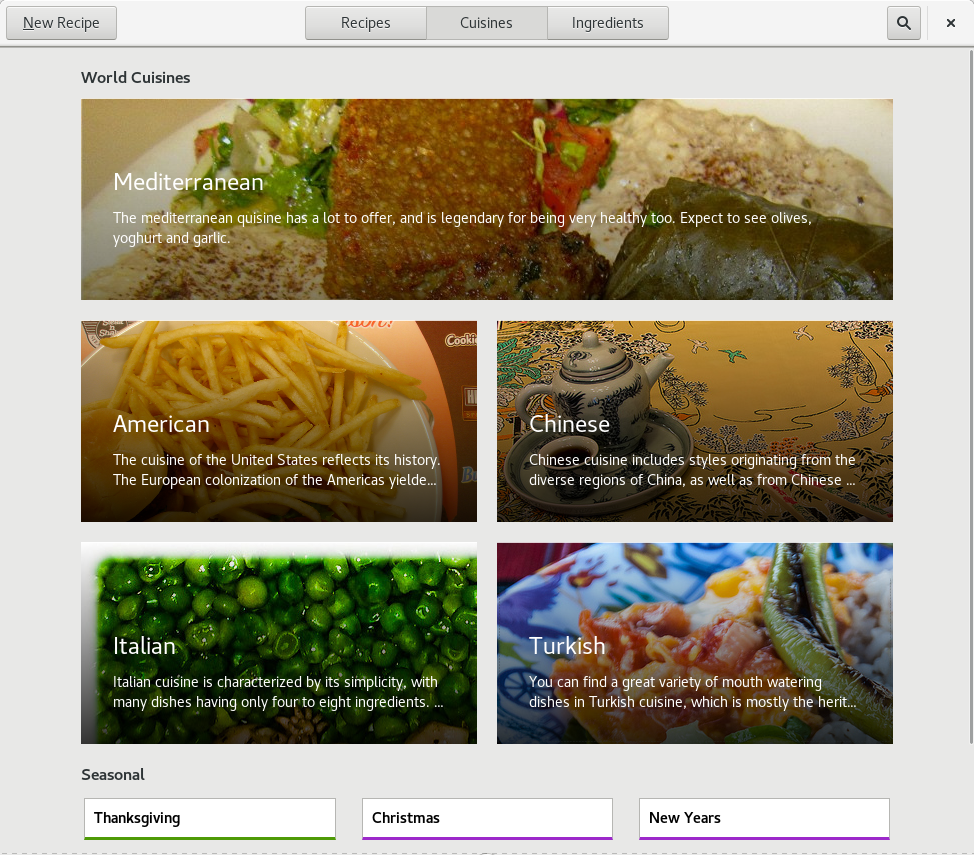 New Recipe
Recipes
Cuisines
Ingredients
World Cuisines
Mediterranean
The mediterranean quisine has a lot to offer, and is legendary for being very healthy too. Expect to see olives,
yoghurt and garlic.
American
The cuisine of the United States reflects its history.
The European colonization of the Americas yielde...
Chinese
Chinese cuisine includes styles originating from the
diverse regions of China, as well as from Chinese ...
Italian
Italian cuisine is characterized by its simplicity, with
many dishes having only four to eight ingredients. ...
Turkish
You can find a great variety of mouth watering
dishes in Turkish cuisine, which is mostly the herit...
Seasonal
Thanksgiving
Christmas
New Years